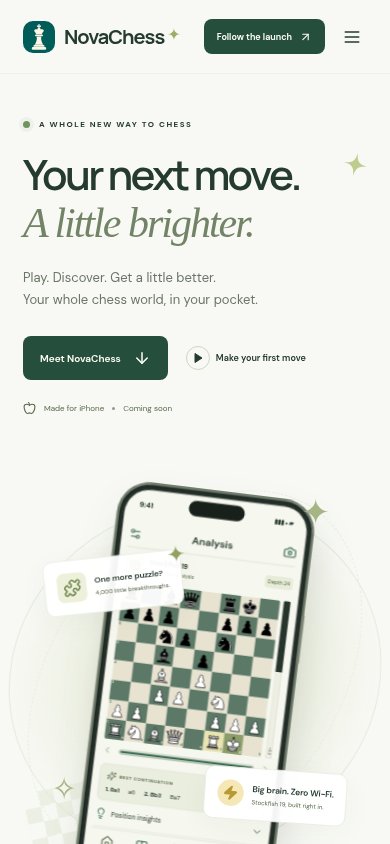 NovaChess
Follow the launch
A WHOLE NEW WAY TO CHESS
Your next move.
A little brighter.
Play. Discover. Get a little better.
Your whole chess world, in your pocket.
Meet NovaChess
Make your first move
Made for iPhone • Coming soon
9:41
Analysis
Depth 24
One more puzzle?
4,000 little breakthroughs.
BEST CONTINUATION
Big brain. Zero Wi-Fi.
Stockfish 19, built right in.
Position insights